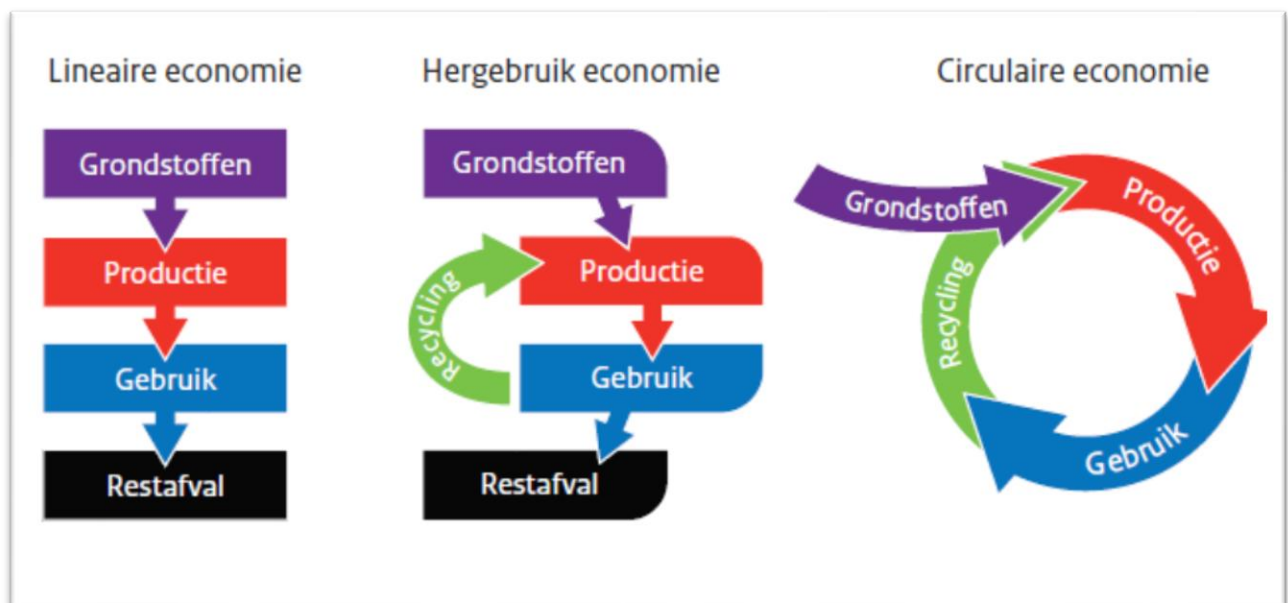 Lineaire economie
Grondstoffen
Productie
Gebruik
Restafval
Hergebruik economie
Grondstoffen
Productie
Recycling
Gebruik
Restafval
Circulaire economie
Grondstoffen
Productie
Recycling
Gebruik